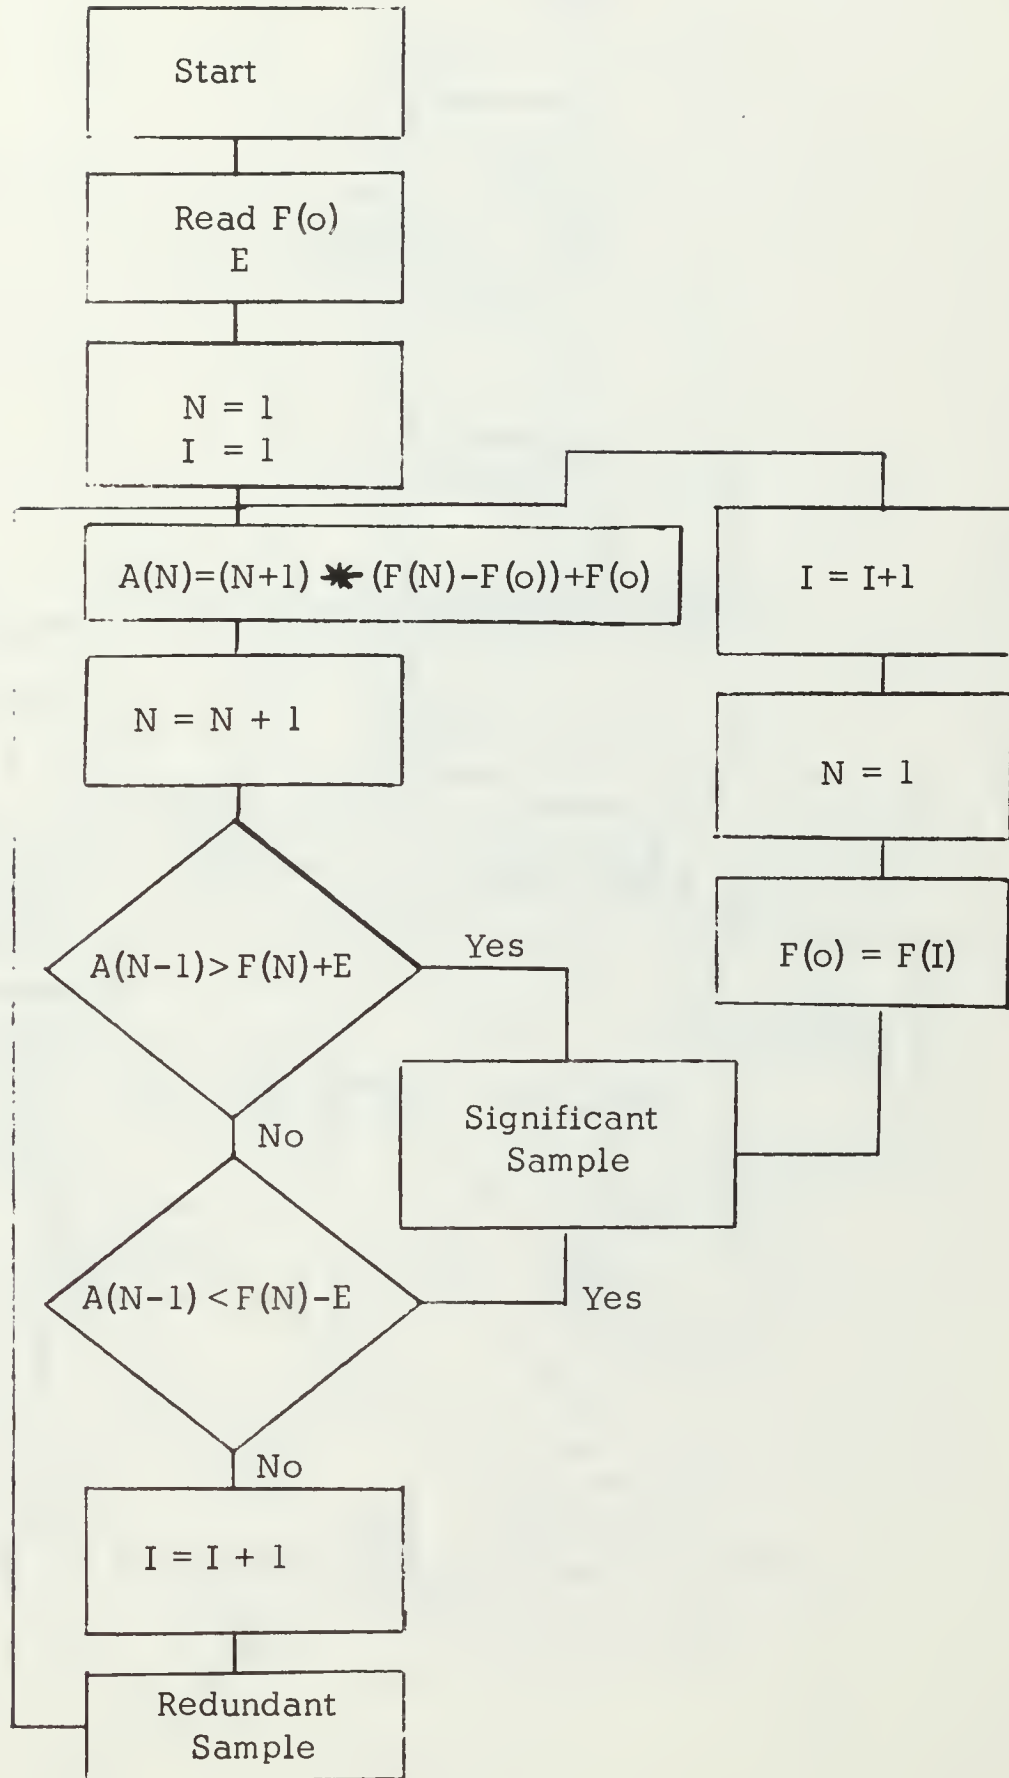 Start
Read F(o)
E
N = 1
I = 1
A(N)=(N+1) * (F(N)-F(o))+F(o)
N = N + 1
A(N-1)>F(N)+E
Yes
No
A(N-1)<F(N)-E
Yes
No
I = I + 1
Redundant
Sample
Significant
Sample
F(o) = F(I)
N = 1
I = I+1